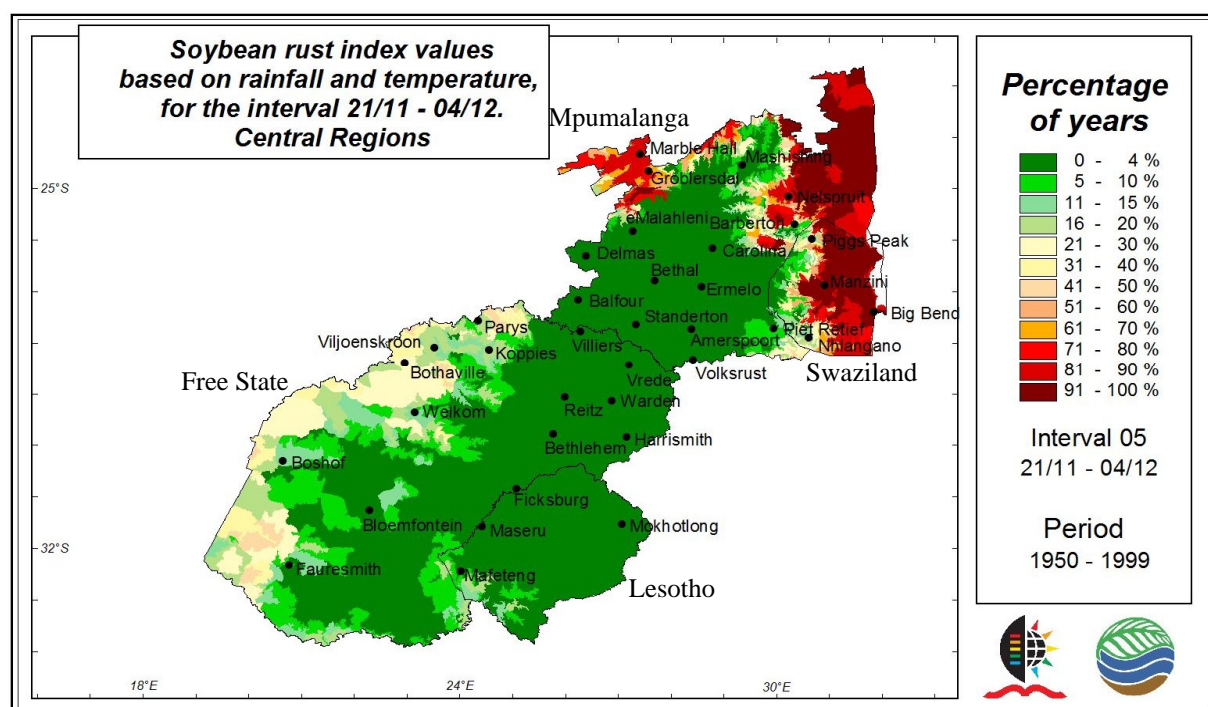 Soybean rust index values
based on rainfall and temperature,
for the interval 21/11 - 04/12.
Central Regions
Percentage
of years
0 - 4 %
5 - 10 %
11 - 15 %
16 - 20 %
21 - 30 %
31 - 40 %
41 - 50 %
51 - 60 %
61 - 70 %
71 - 80 %
81 - 90 %
91 - 100 %
Interval 05
21/11 - 04/12
Period
1950 - 1999
Mpumalanga
Marble Hall
Mashishing
Groblersdal
25°S
Nelspruit
eMalahleni
Barberton
Piggs Peak
Carolina
Delmas
Bethal
Manzini
Ermelo
Balfour
Big Bend
Standerton
Parys
Piet Retief
Villiers
Amerspoort
Nhlangano
Viljoenskroon
Koppies
Volksrust
Swaziland
Bothaville
Vrede
Free State
Reitz
Warden
Welkom
Bethlehem
Harrismith
Boshof
Ficksburg
Bloemfontein
Maseru
Mokhotlong
32°S
Fauresmith
Mafeteng
Lesotho
18°E
24°E
30°E